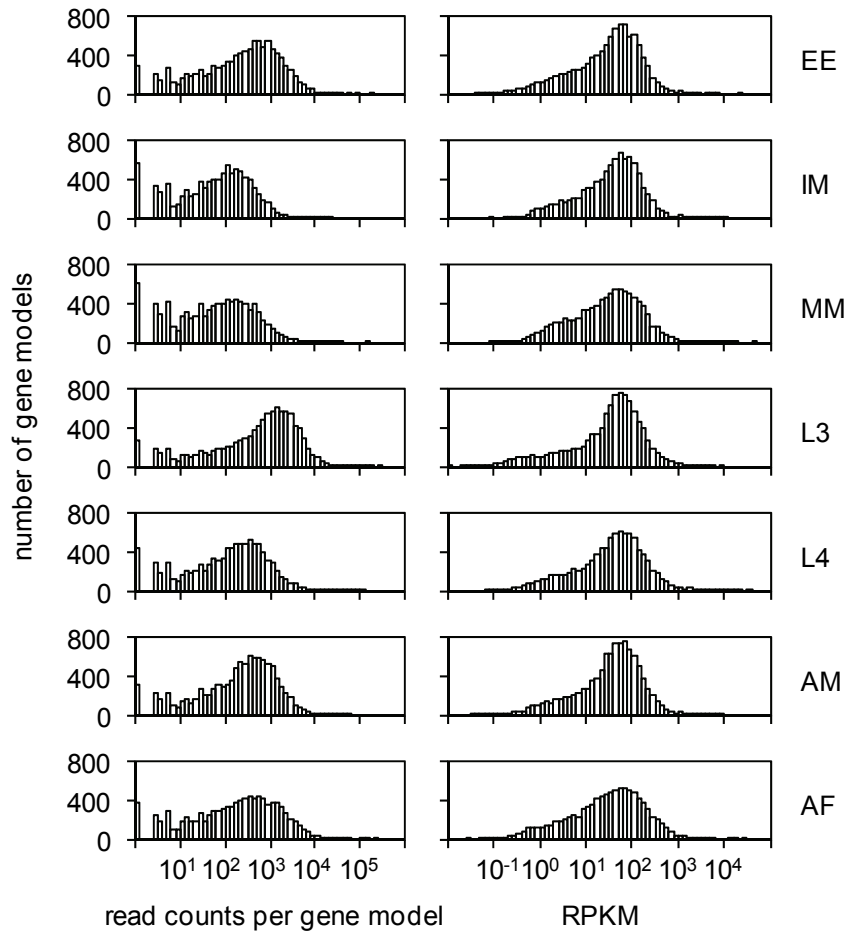 800
400
0
EE
800
400
0
IM
800
400
0
MM
800
400
0
L3
800
400
0
L4
800
400
0
AM
800
400
0
AF
number of gene models
10¹ 10² 10³ 10⁴ 10⁵
10⁻¹ 10⁰ 10¹ 10² 10³ 10⁴
read counts per gene model
RPKM